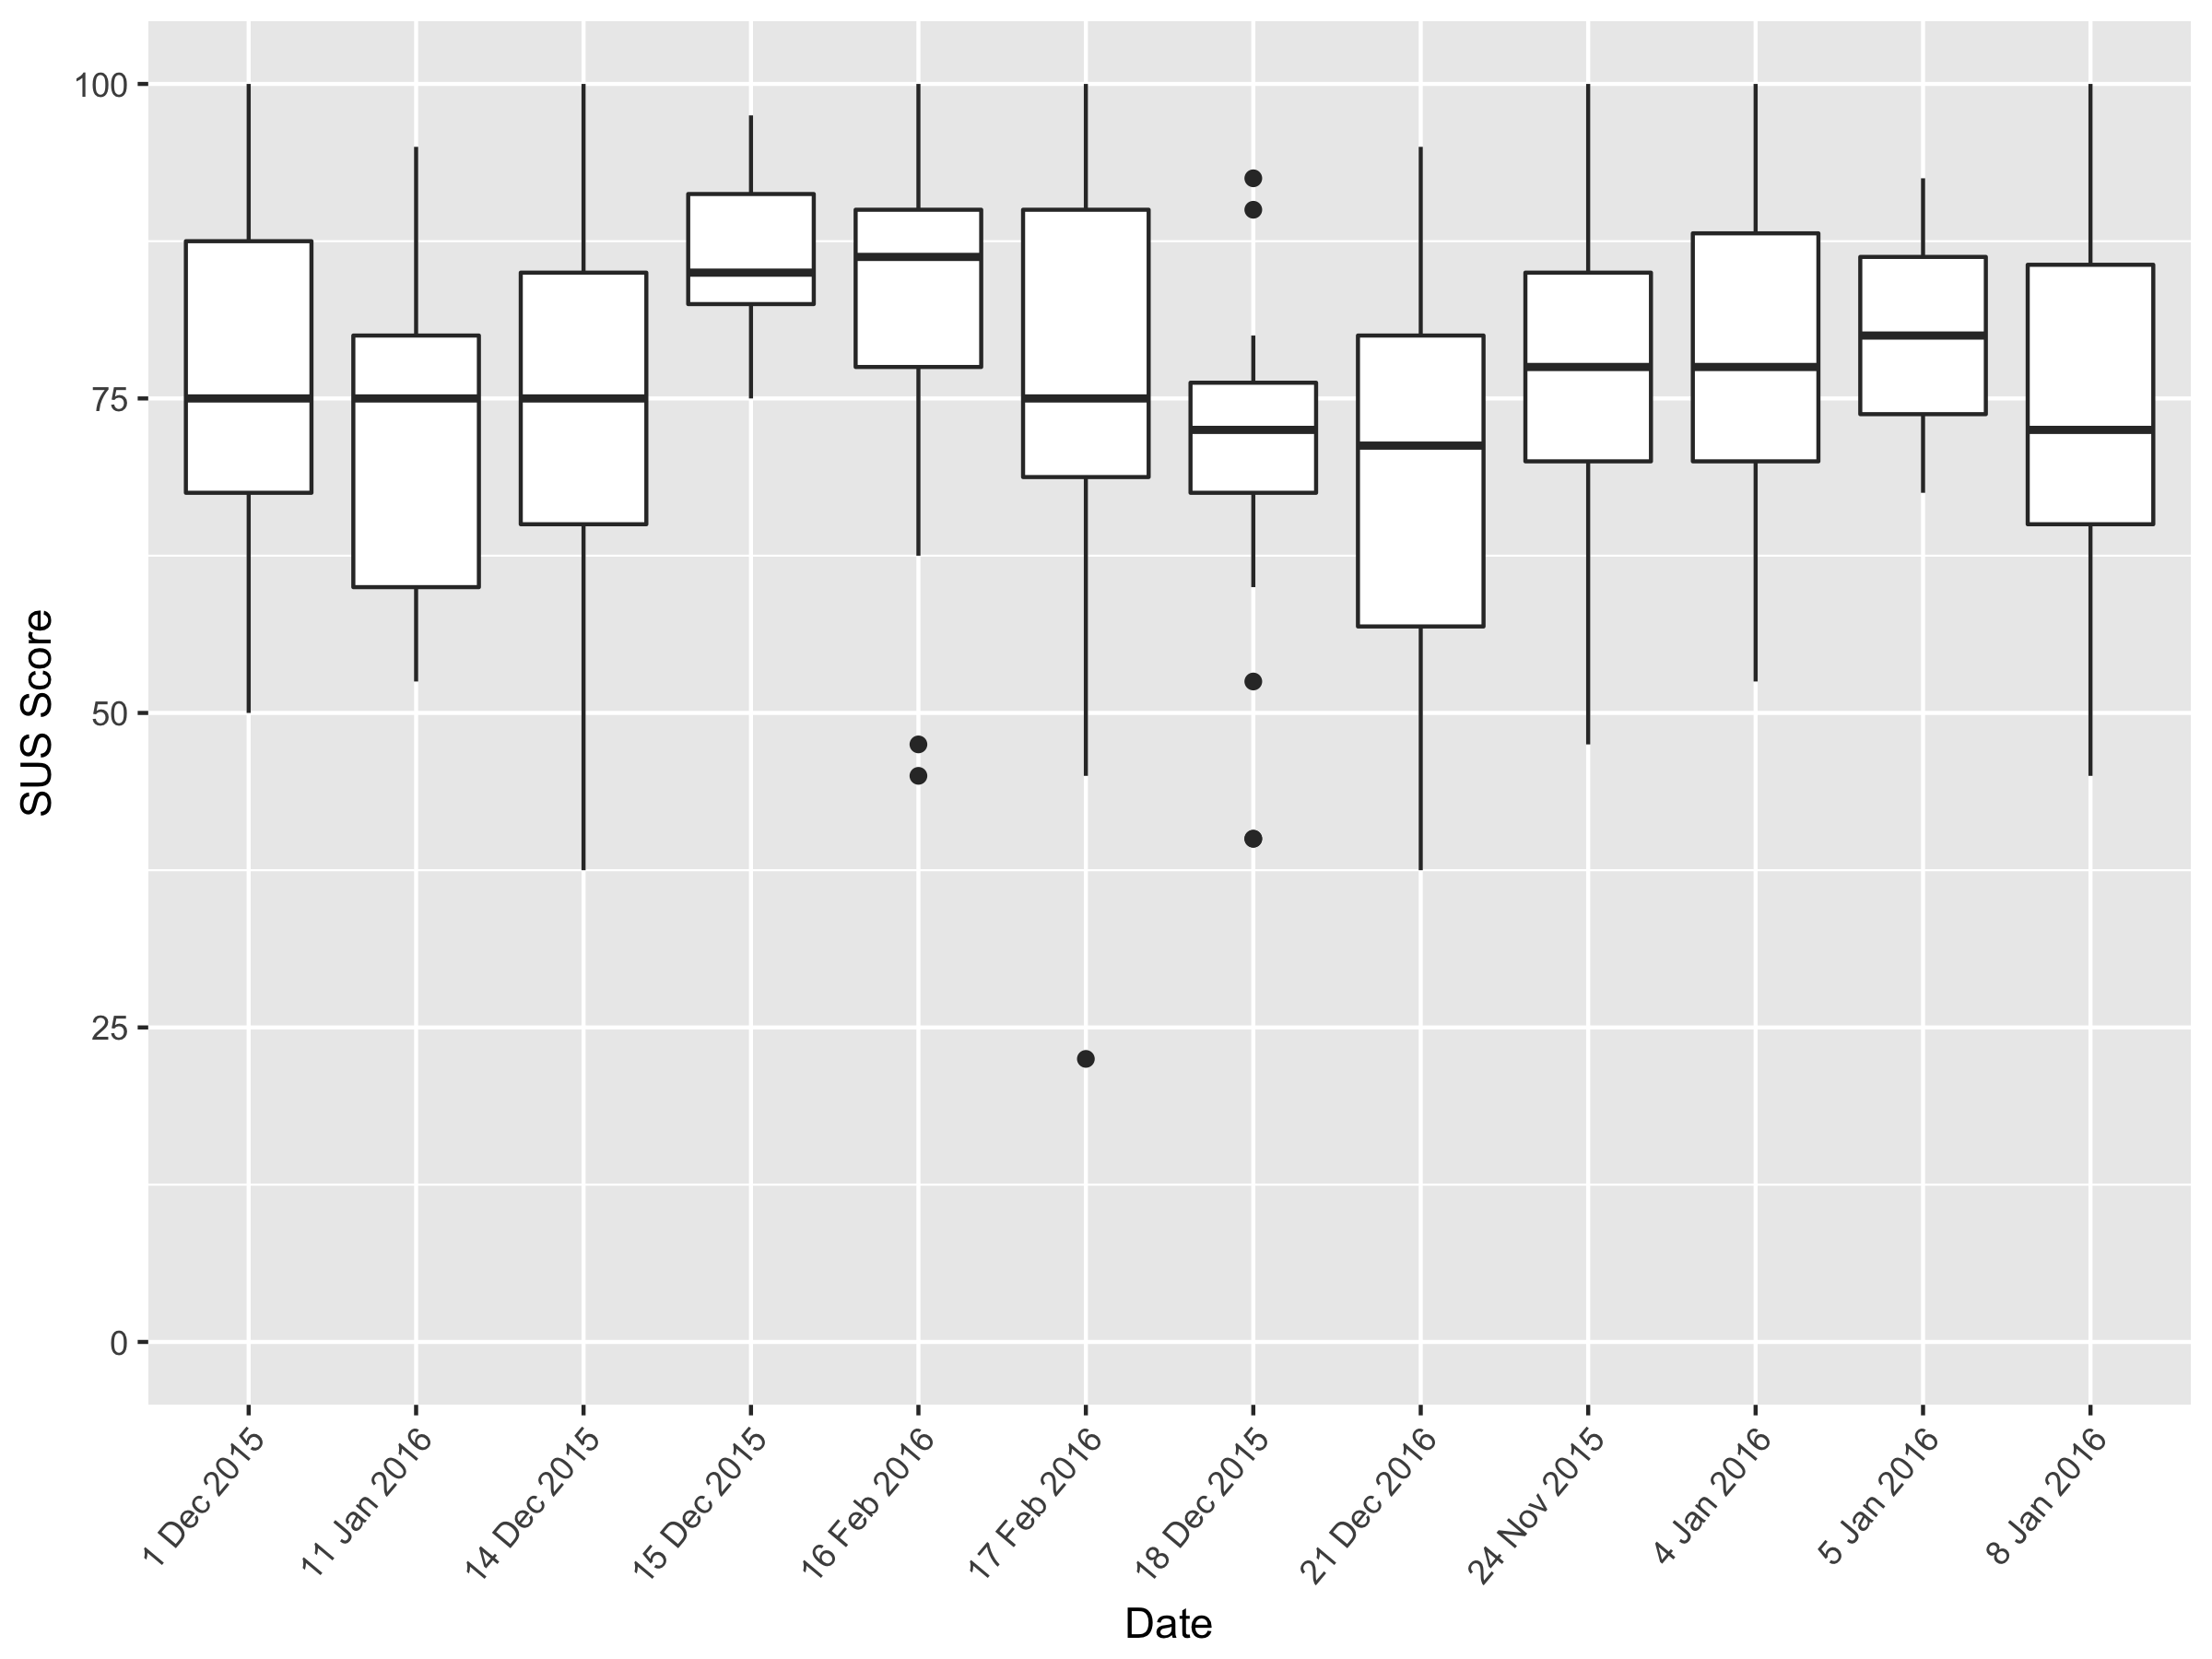 SUS Score
100
75
50
25
0
1 Dec 2015
11 Jan 2016
14 Dec 2015
15 Dec 2015
16 Feb 2016
17 Feb 2016
18 Dec 2015
21 Dec 2016
24 Nov 2015
4 Jan 2016
5 Jan 2016
8 Jan 2016
Date